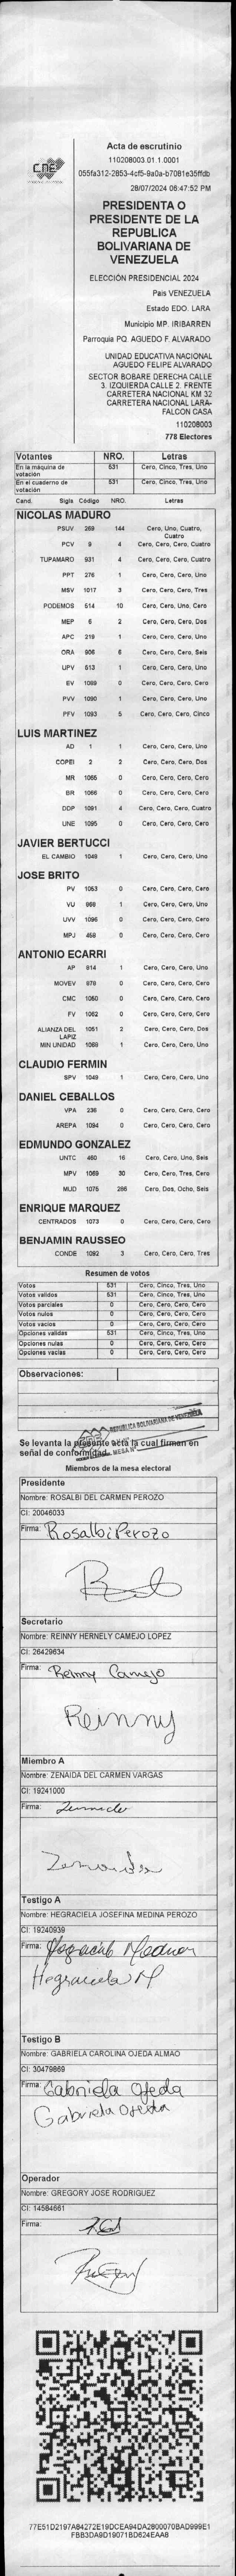 CNE
Acta de escrutinio
110208003.01.1.0001
055fa312-2853-4cf5-9a0a-b7081e35ffdb
28/07/2024 06:47:52 PM
PRESIDENTA O
PRESIDENTE DE LA
REPUBLICA
BOLIVARIANA DE
VENEZUELA
ELECCIÓN PRESIDENCIAL 2024
Pais VENEZUELA
Estado EDO. LARA
Municipio MP. IRIBARREN
Parroquia PQ. AGUEDO F. ALVARADO
UNIDAD EDUCATIVA NACIONAL
AGUEDO FELIPE ALVARADO
SECTOR BOBARE DERECHA CALLE
3. IZQUIERDA CALLE 2. FRENTE
CARRETERA NACIONAL KM 32
CARRETERA NACIONAL LARA-
FALCON CASA
110208003
778 Electores
Votantes NRO. Letras
En la máquina de votación 531 Cero, Cinco, Tres, Uno
En el cuaderno de votación 531 Cero, Cinco, Tres, Uno
Cand. Sigla Código NRO. Letras
NICOLAS MADURO
PSUV 269 144 Cero, Uno, Cuatro, Cuatro
PCV 9 4 Cero, Cero, Cero, Cuatro
TUPAMARO 931 4 Cero, Cero, Cero, Cuatro
PPT 276 1 Cero, Cero, Cero, Uno
MSV 1017 3 Cero, Cero, Cero, Tres
PODEMOS 514 10 Cero, Cero, Uno, Cero
MEP 6 2 Cero, Cero, Cero, Dos
APC 219 1 Cero, Cero, Cero, Uno
ORA 906 6 Cero, Cero, Cero, Seis
UPV 513 1 Cero, Cero, Cero, Uno
EV 1089 0 Cero, Cero, Cero, Cero
PVV 1090 1 Cero, Cero, Cero, Uno
PFV 1093 5 Cero, Cero, Cero, Cinco
LUIS MARTINEZ
AD 1 1 Cero, Cero, Cero, Uno
COPEI 2 2 Cero, Cero, Cero, Dos
MR 1065 0 Cero, Cero, Cero, Cero
BR 1066 0 Cero, Cero, Cero, Cero
DDP 1091 4 Cero, Cero, Cero, Cuatro
UNE 1095 0 Cero, Cero, Cero, Cero
JAVIER BERTUCCI
EL CAMBIO 1049 1 Cero, Cero, Cero, Uno
JOSE BRITO
PV 1053 0 Cero, Cero, Cero, Cero
VU 968 1 Cero, Cero, Cero, Uno
UVV 1096 0 Cero, Cero, Cero, Cero
MPJ 458 0 Cero, Cero, Cero, Cero
ANTONIO ECARRI
AP 814 1 Cero, Cero, Cero, Uno
MOVEV 878 0 Cero, Cero, Cero, Cero
CMC 1050 0 Cero, Cero, Cero, Cero
FV 1062 0 Cero, Cero, Cero, Cero
ALIANZA DEL LAPIZ 1051 2 Cero, Cero, Cero, Dos
MIN UNIDAD 1088 1 Cero, Cero, Cero, Uno
CLAUDIO FERMIN
SPV 1049 1 Cero, Cero, Cero, Uno
DANIEL CEBALLOS
VPA 236 0 Cero, Cero, Cero, Cero
AREPA 1094 0 Cero, Cero, Cero, Cero
EDMUNDO GONZALEZ
UNTC 480 16 Cero, Cero, Uno, Seis
MPV 1069 30 Cero, Cero, Tres, Cero
MUD 1075 286 Cero, Dos, Ocho, Seis
ENRIQUE MARQUEZ
CENTRADOS 1073 0 Cero, Cero, Cero, Cero
BENJAMIN RAUSSEO
CONDE 1092 3 Cero, Cero, Cero, Tres
Resumen de votos
Votos 531 Cero, Cinco, Tres, Uno
Votos validos 531 Cero, Cinco, Tres, Uno
Votos parciales 0 Cero, Cero, Cero, Cero
Votos nulos 0 Cero, Cero, Cero, Cero
Votos vacios 0 Cero, Cero, Cero, Cero
Opciones validas 531 Cero, Cinco, Tres, Uno
Opciones nulas 0 Cero, Cero, Cero, Cero
Opciones vacias 0 Cero, Cero, Cero, Cero
Observaciones:
REPUBLICA BOLIVARIANA DE VENEZUELA
CNE
MESA Nº
Se levanta la presente acta la cual firman en
señal de conformidad.
Miembros de la mesa electoral
Presidente
Nombre: ROSALBI DEL CARMEN PEROZO
CI: 20046033
Firma: Rosalbi Perozo
Secretario
Nombre: REINNY HERNELY CAMEJO LOPEZ
CI: 26429634
Firma: Reinny Camejo
Reinny
Miembro A
Nombre: ZENAIDA DEL CARMEN VARGAS
CI: 19241000
Firma:
Testigo A
Nombre: HEGRACIELA JOSEFINA MEDINA PEROZO
CI: 19240939
Firma:
Hegraciela M
Testigo B
Nombre: GABRIELA CAROLINA OJEDA ALMAO
CI: 30479869
Firma: Gabriela Ojeda
Gabriela Ojeda
Operador
Nombre: GREGORY JOSE RODRIGUEZ
CI: 14584661
Firma:
77E51D2197A84272E19DCEA94DA2800070BAD999E1
FBB3DA9D19071BD624EAA8